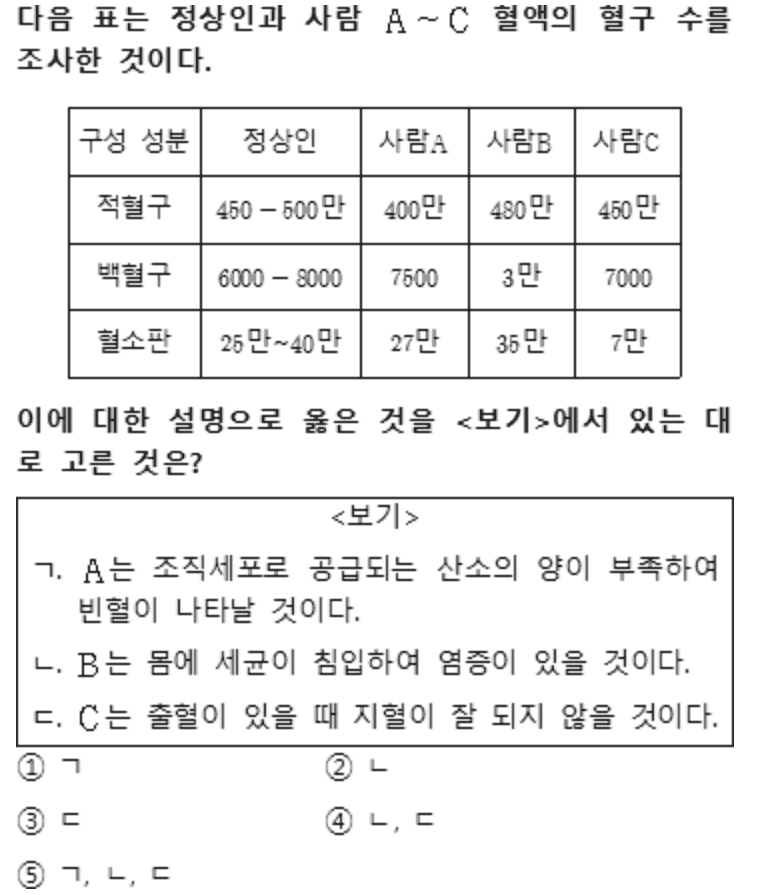 다음 표는 정상인과 사람 A ~ C 혈액의 혈구 수를
조사한 것이다.
구성 성분 정상인 사람A 사람B 사람C
적혈구 450 - 500만 400만 480만 450만
백혈구 6000 - 8000 7500 3만 7000
혈소판 25만~40만 27만 35만 7만
이에 대한 설명으로 옳은 것을 <보기>에서 있는 대
로 고른 것은?
<보기>
ㄱ. A는 조직세포로 공급되는 산소의 양이 부족하여
빈혈이 나타날 것이다.
ㄴ. B는 몸에 세균이 침입하여 염증이 있을 것이다.
ㄷ. C는 출혈이 있을 때 지혈이 잘 되지 않을 것이다.
① ㄱ ② ㄴ
③ ㄷ ④ ㄴ, ㄷ
⑤ ㄱ, ㄴ, ㄷ